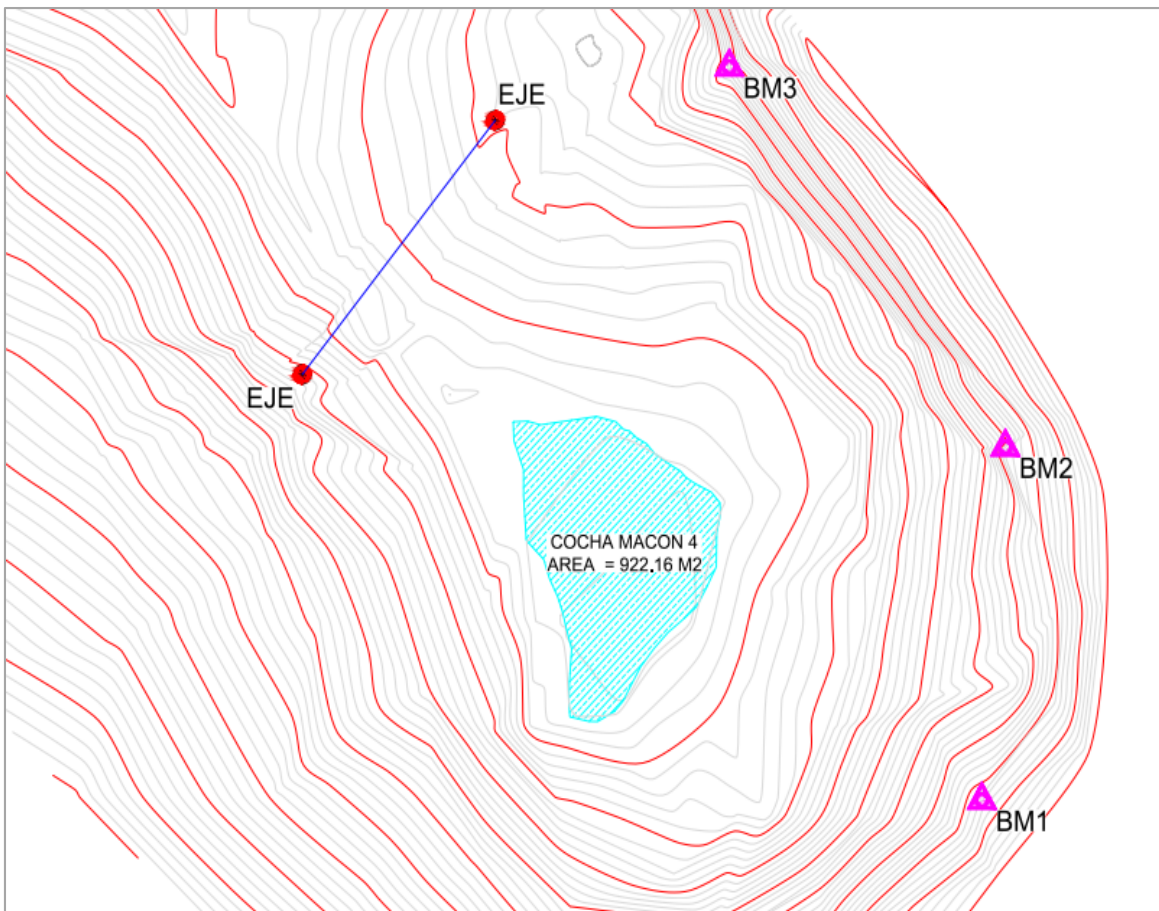 EJE
BM3
EJE
BM2
COCHA MACON 4
AREA = 922.16 M2
BM1